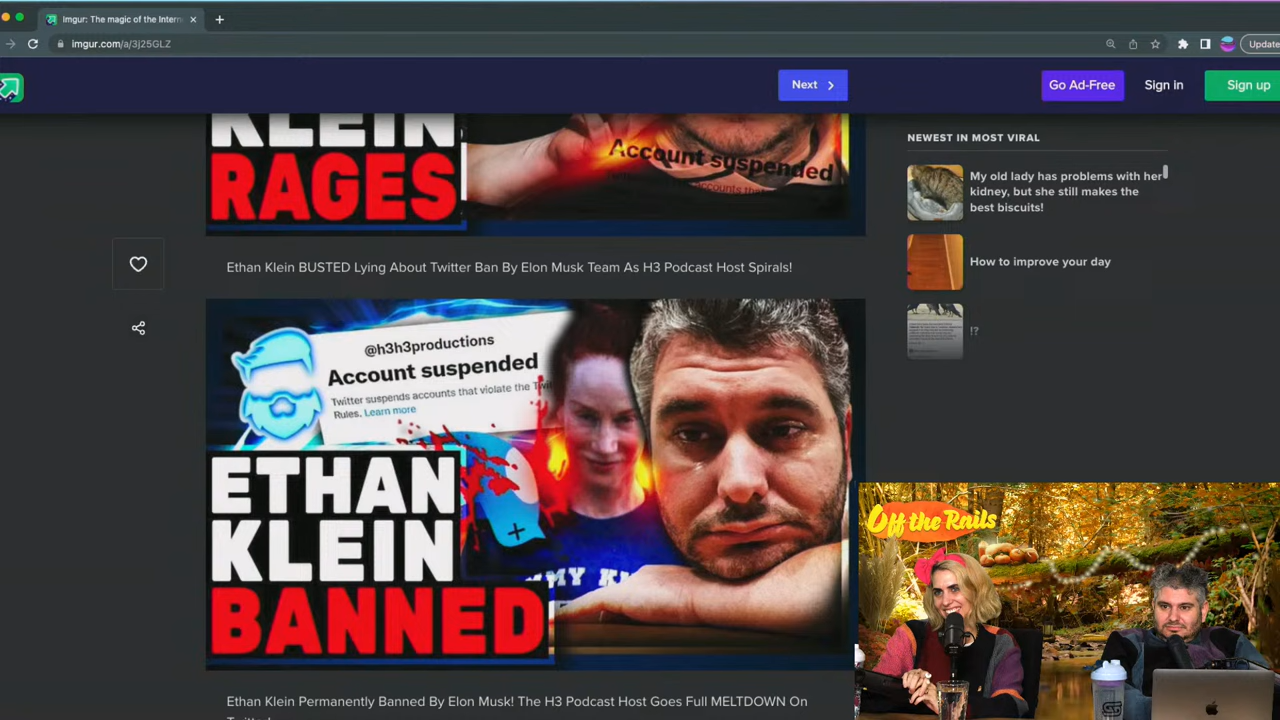 Imgur: The magic of the Intern
imgur.com/a/3j25GLZ
Update
Next
Go Ad-Free
Sign in
Sign up
KLEIN
RAGES
Account suspended
Ethan Klein BUSTED Lying About Twitter Ban By Elon Musk Team As H3 Podcast Host Spirals!
NEWEST IN MOST VIRAL
My old lady has problems with her
kidney, but she still makes the
best biscuits!
How to improve your day
!?
@h3h3productions
Account suspended
Twitter suspends accounts that violate the Twi
Rules. Learn more
ETHAN
KLEIN
BANNED
Off the Rails
Ethan Klein Permanently Banned By Elon Musk! The H3 Podcast Host Goes Full MELTDOWN On